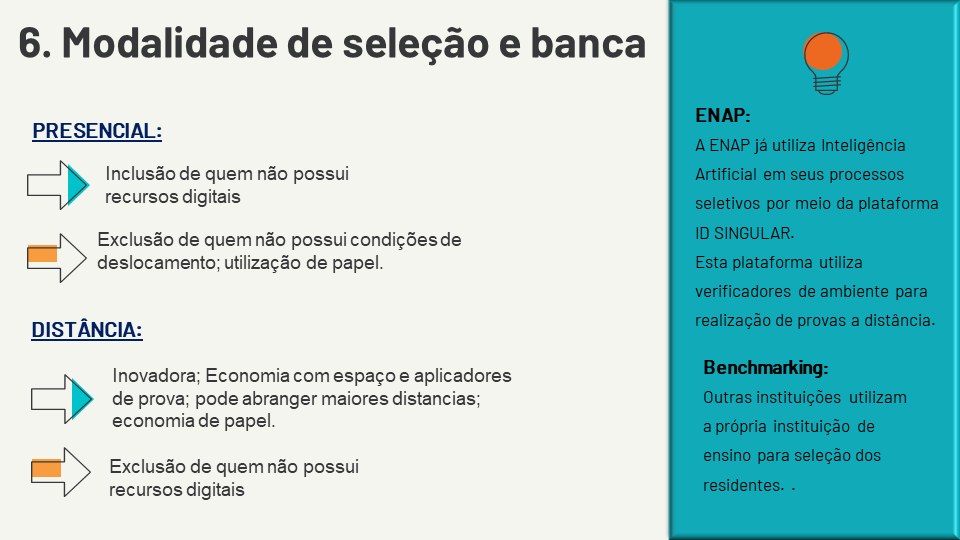 6. Modalidade de seleção e banca
PRESENCIAL:
Inclusão de quem não possui
recursos digitais
Exclusão de quem não possui condições de
deslocamento; utilização de papel.
DISTÂNCIA:
Inovadora; Economia com espaço e aplicadores
de prova; pode abranger maiores distancias;
economia de papel.
Exclusão de quem não possui
recursos digitais
ENAP:
A ENAP já utiliza Inteligência
Artificial em seus processos
seletivos por meio da plataforma
ID SINGULAR.
Esta plataforma utiliza
verificadores de ambiente para
realização de provas a distância.
Benchmarking:
Outras instituições utilizam
a própria instituição de
ensino para seleção dos
residentes. .